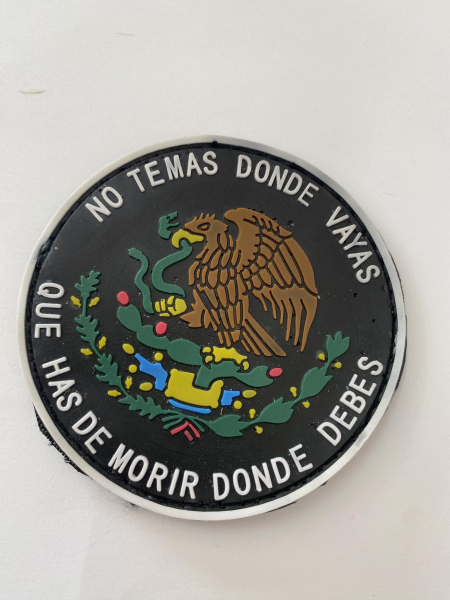 NO TEMAS DONDE VAYAS
QUE HAS DE MORIR DONDE DEBES